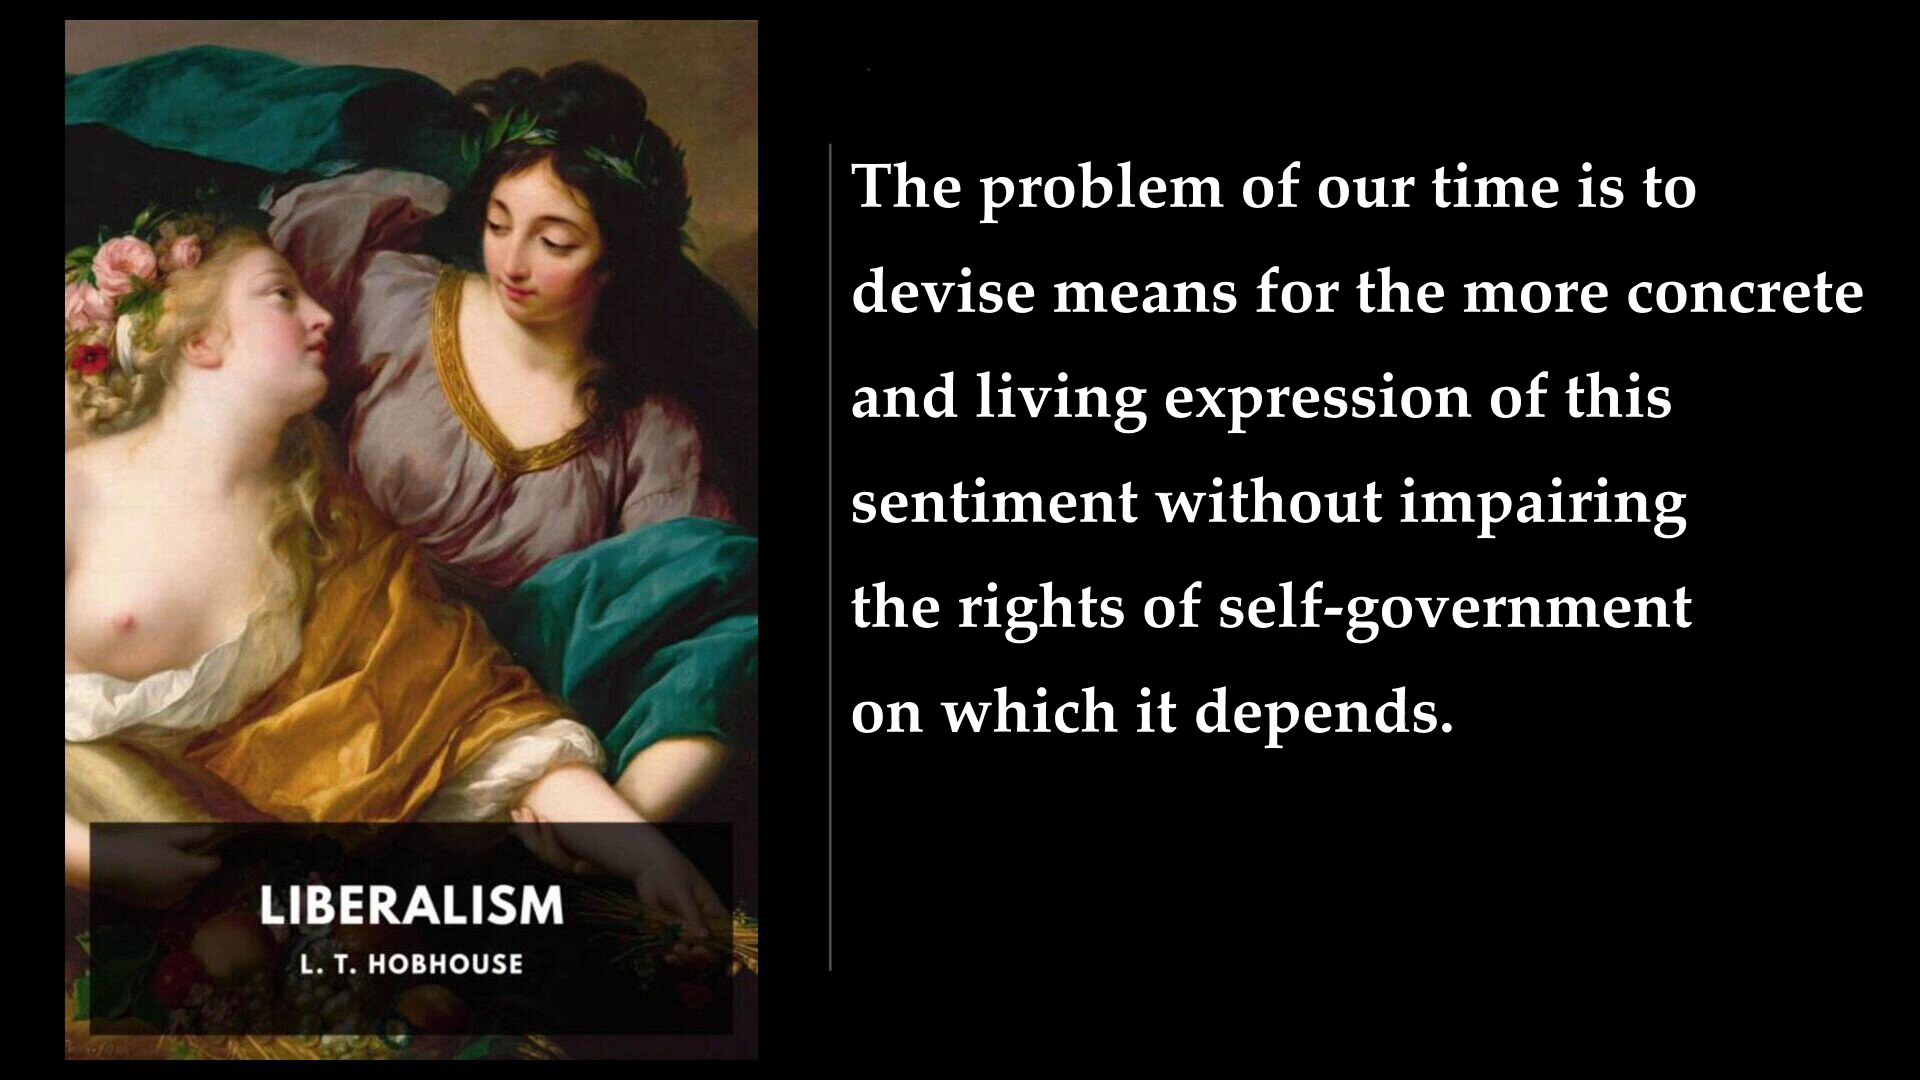 The problem of our time is to
devise means for the more concrete
and living expression of this
sentiment without impairing
the rights of self-government
on which it depends.
LIBERALISM
L. T. HOBHOUSE